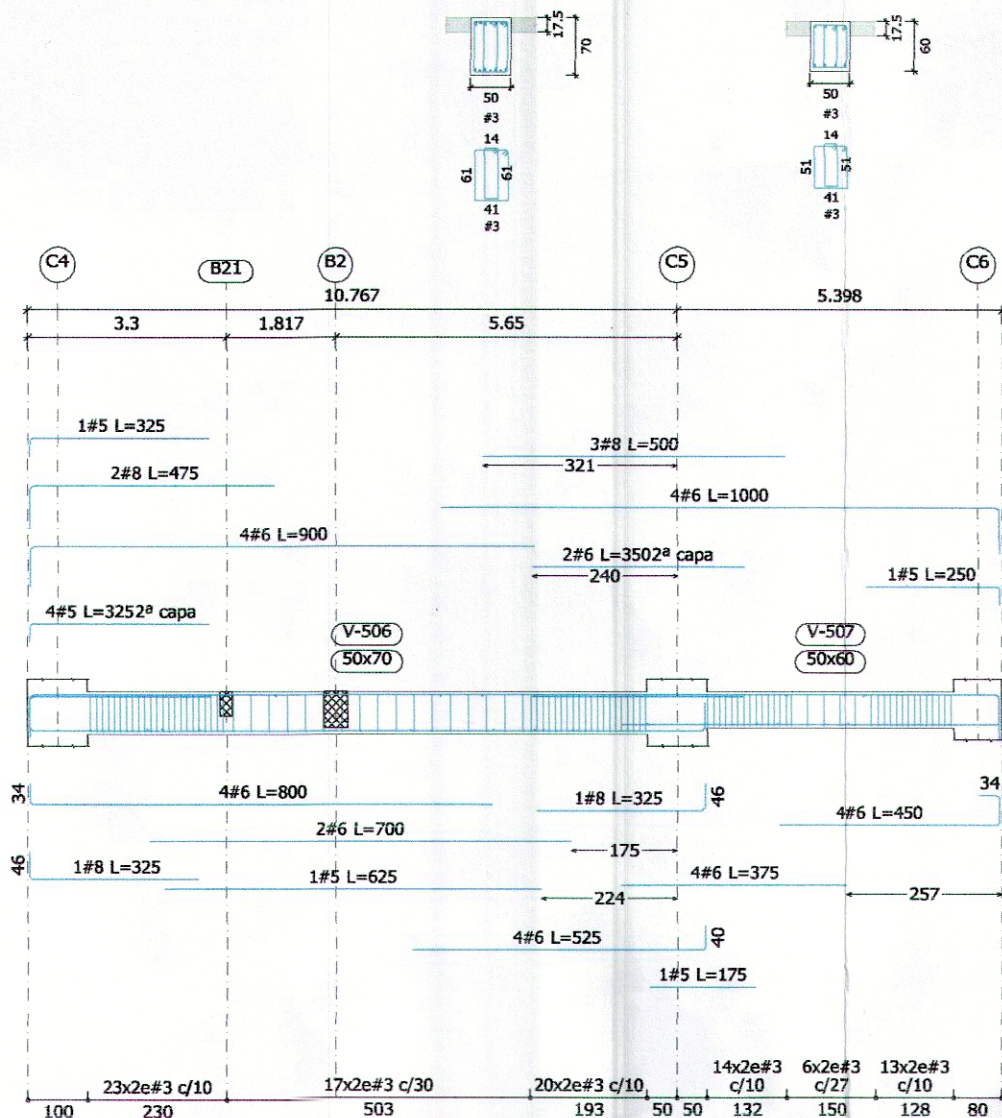 17.5
70
50
#3
14
61
61
41
#3
17.5
60
50
#3
14
51
51
41
#3
C4
B21
B2
C5
C6
10.767
5.398
3.3
1.817
5.65
1#5 L=325
3#8 L=500
321
2#8 L=475
4#6 L=1000
4#6 L=900
2#6 L=3502ª capa
240
1#5 L=250
4#5 L=3252ª capa
V-506
50x70
V-507
50x60
34
4#6 L=800
1#8 L=325
46
34
4#6 L=450
2#6 L=700
175
46
1#8 L=325
1#5 L=625
224
4#6 L=375
257
4#6 L=525
40
1#5 L=175
23x2e#3 c/10
17x2e#3 c/30
20x2e#3 c/10
14x2e#3
c/10
6x2e#3
c/27
13x2e#3
c/10
100
230
503
193
50
50
132
150
128
80